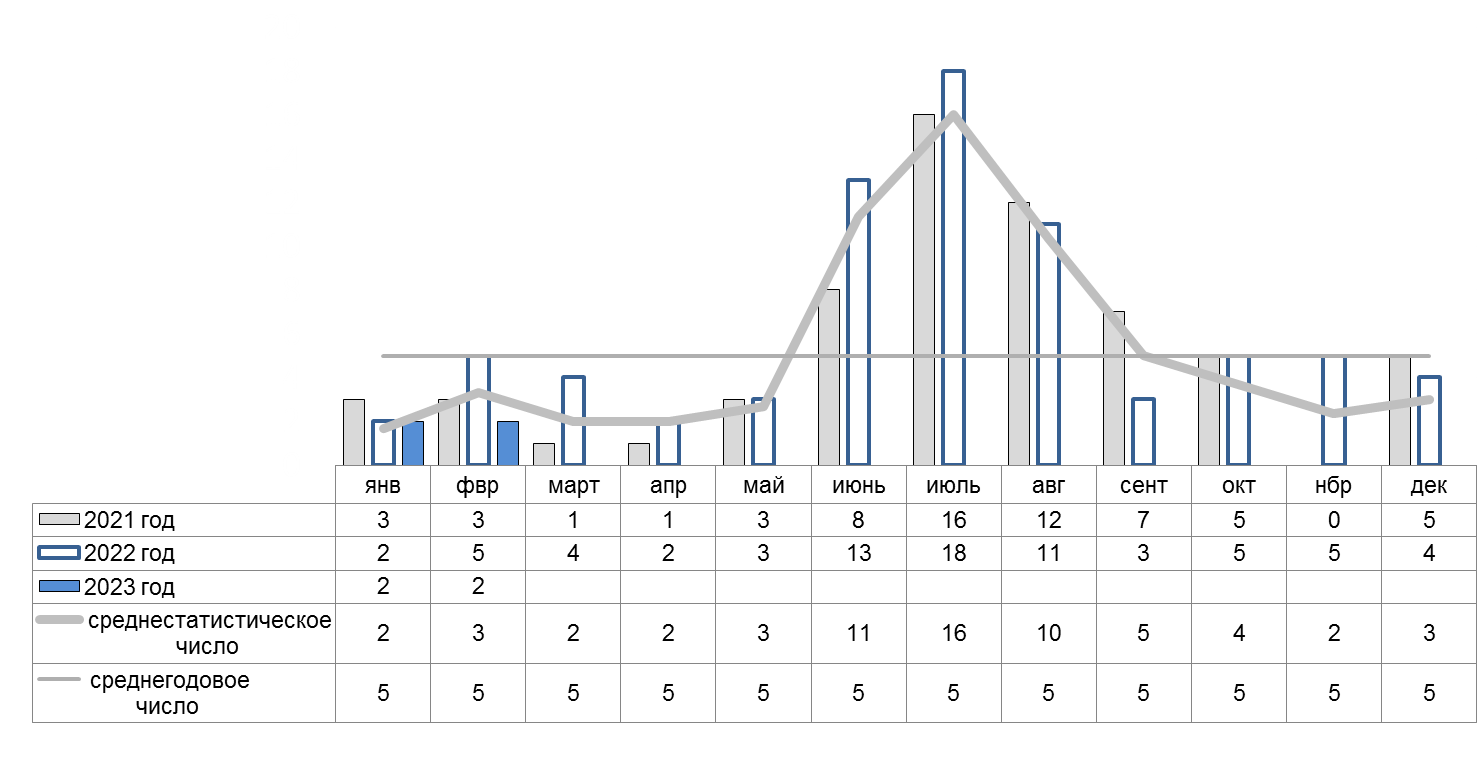 янв фвр март апр май июнь июль авг сент окт нбр дек
2021 год 3 3 1 1 3 8 16 12 7 5 0 5
2022 год 2 5 4 2 3 13 18 11 3 5 5 4
2023 год 2 2
среднестатистическое
число 2 3 2 2 3 11 16 10 5 4 2 3
среднегодовое
число 5 5 5 5 5 5 5 5 5 5 5 5